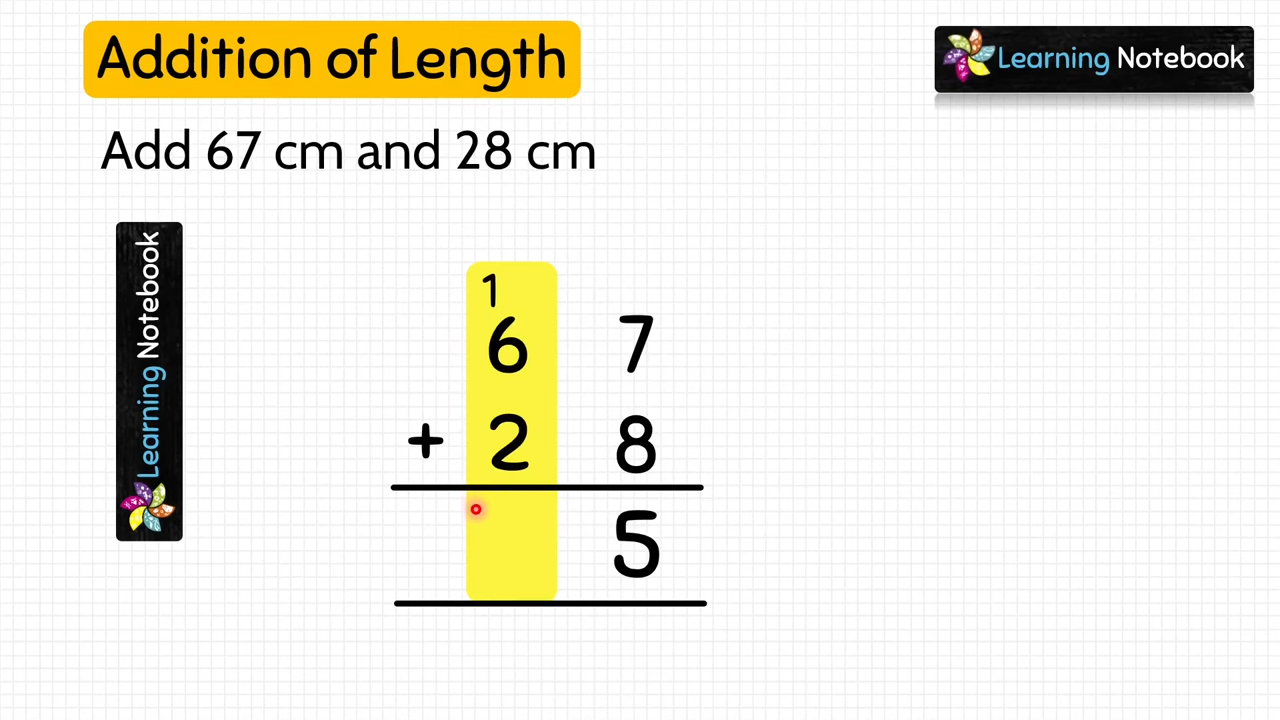 Addition of Length
Learning Notebook
Add 67 cm and 28 cm
Learning Notebook
1
6 7
+ 2 8
5